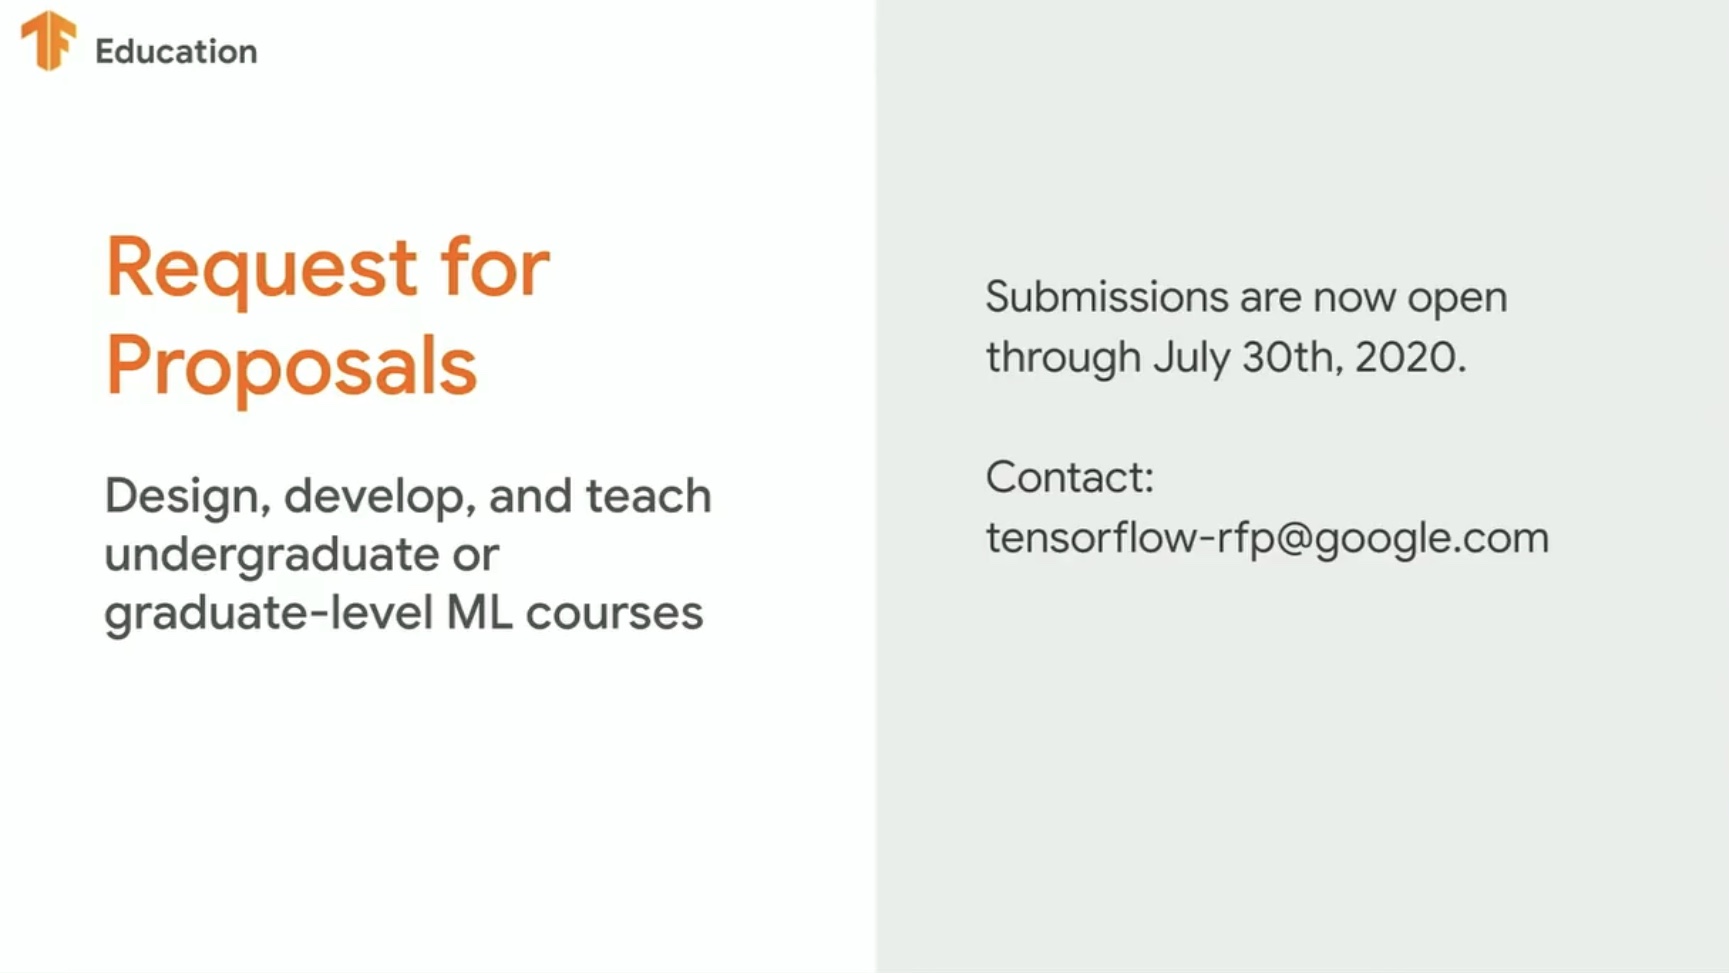 Education
Request for
Proposals
Design, develop, and teach
undergraduate or
graduate-level ML courses
Submissions are now open
through July 30th, 2020.
Contact:
tensorflow-rfp@google.com